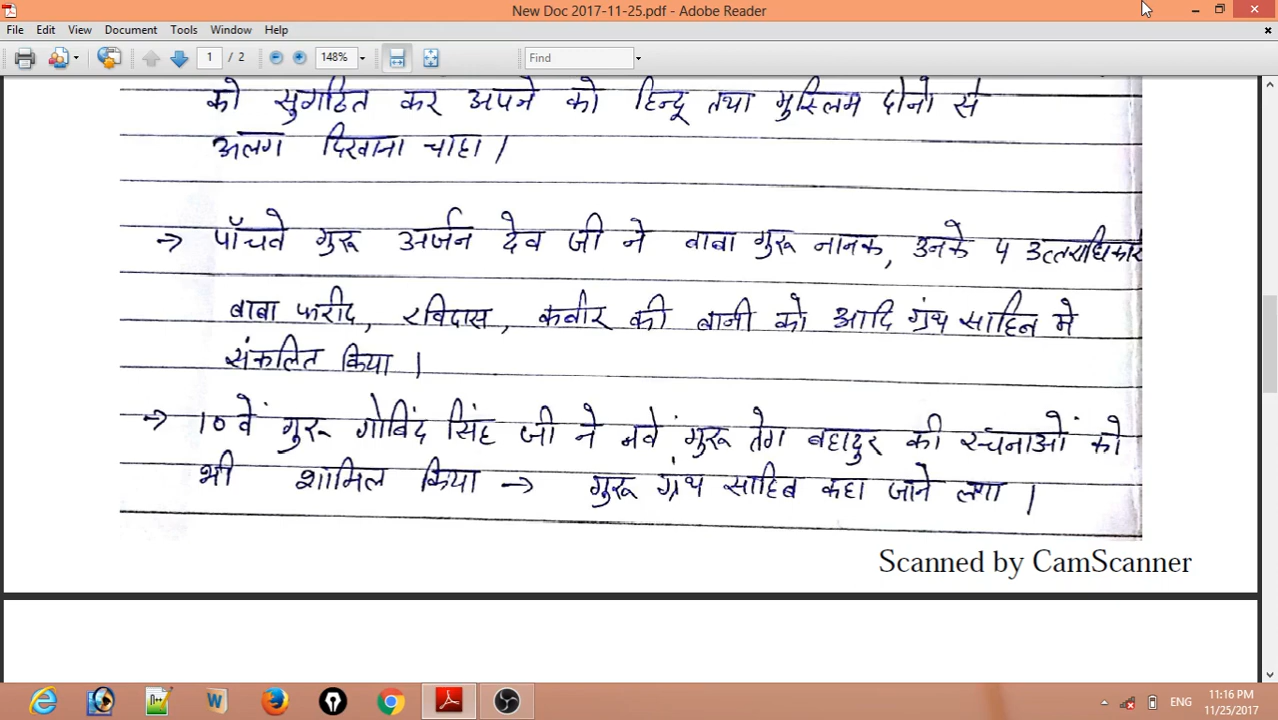 New Doc 2017-11-25.pdf - Adobe Reader
File Edit View Document Tools Window Help
1 / 2 148% Find
को सुगठित कर अपने को हिन्दू तथा मुस्लिम दोनो से
अलग दिखाना चाहा।
→ पाँचवे गुरू अर्जन देव जी ने बाबा गुरू नानक, उनके 4 उत्तराधिकार
बाबा फरीद, रविदास, कबीर की बानी को आदि ग्रंथ साहिब मे
संकलित किया।
→ 10वें गुरू गोबिंद सिंह जी ने नवें गुरू तेग बहादुर की रचनाओं को
भी शामिल किया → गुरू ग्रंथ साहिब कहा जाने लगा।
Scanned by CamScanner
ENG 11:16 PM
11/25/2017